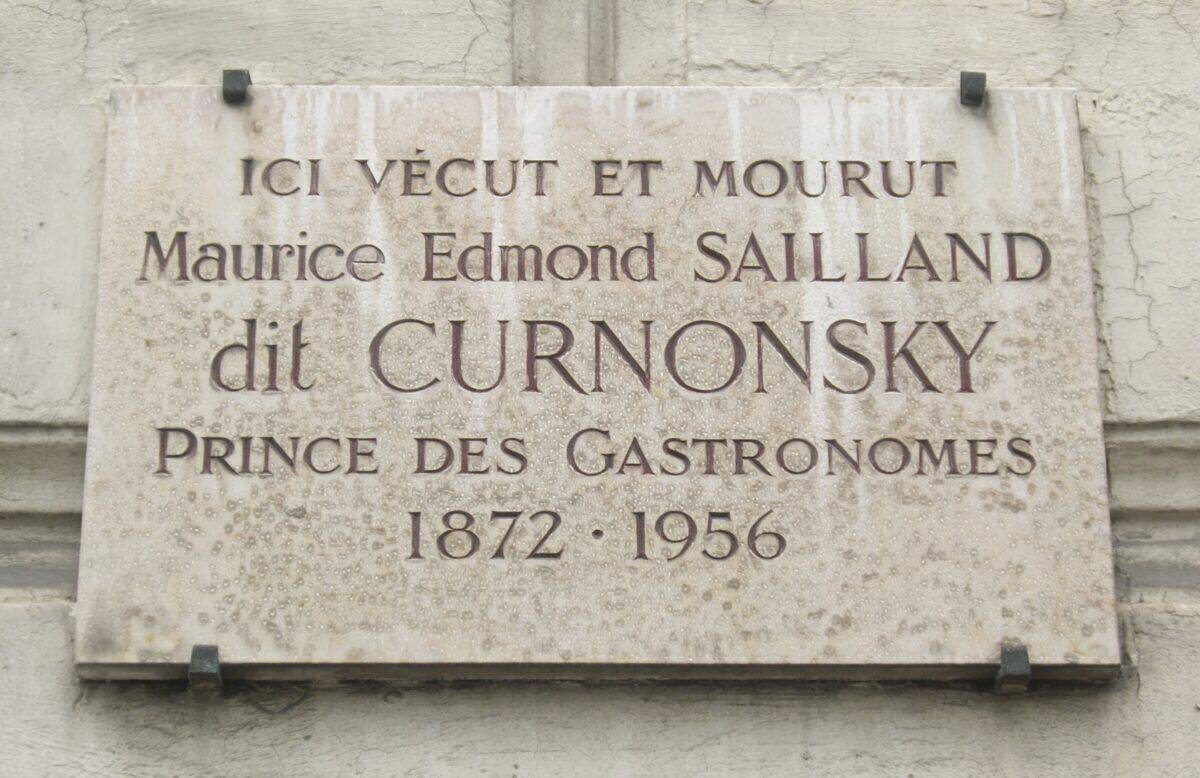 ICI VÉCUT ET MOURUT
Maurice Edmond SAILLAND
dit CURNONSKY
PRINCE DES GASTRONOMES
1872 · 1956